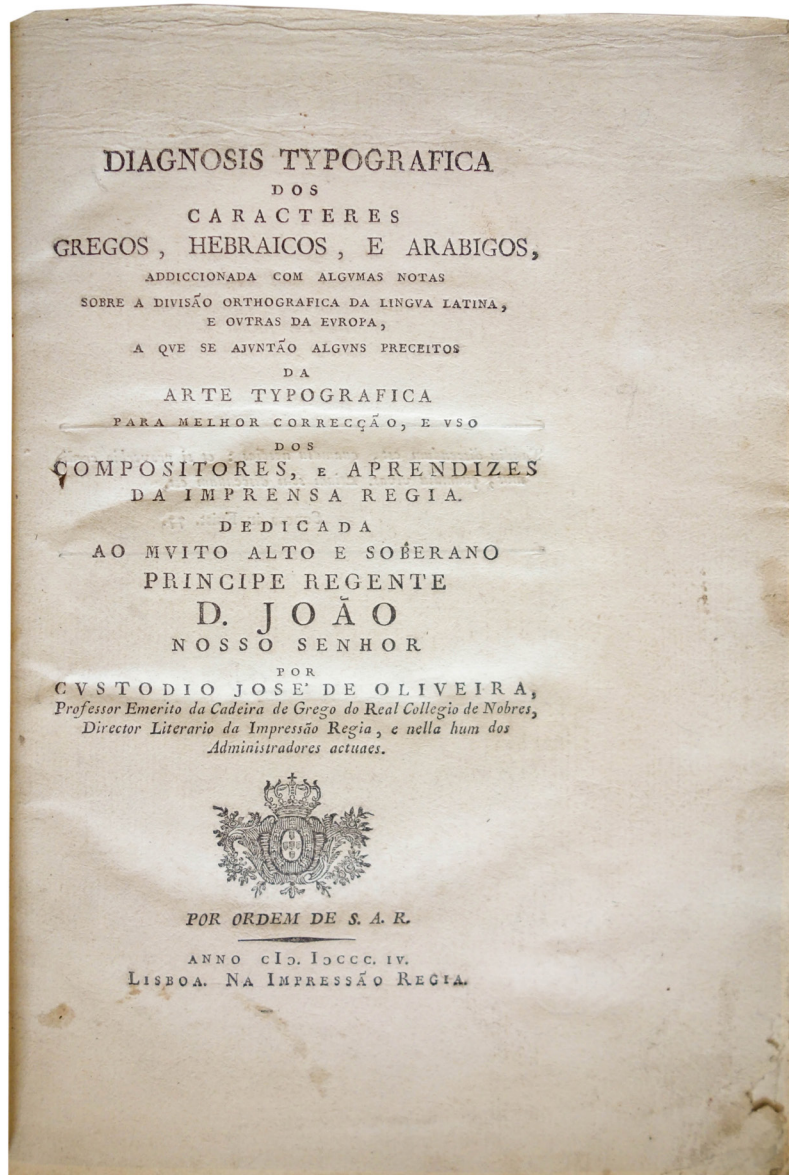 DIAGNOSIS TYPOGRAFICA
DOS
CARACTERES
GREGOS, HEBRAICOS, E ARABIGOS,
ADDICCIONADA COM ALGVMAS NOTAS
SOBRE A DIVISÃO ORTHOGRAFICA DA LINGVA LATINA,
E OVTRAS DA EVROPA,
A QVE SE AJVNTÃO ALGVNS PRECEITOS
DA
ARTE TYPOGRAFICA
PARA MELHOR CORRECÇÃO, E VSO
DOS
COMPOSITORES, E APRENDIZES
DA IMPRENSA REGIA.
DEDICADA
AO MVITO ALTO E SOBERANO
PRINCIPE REGENTE
D. JOÃO
NOSSO SENHOR
POR
CVSTODIO JOSE' DE OLIVEIRA,
Professor Emerito da Cadeira de Grego do Real Collegio de Nobres,
Director Literario da Impressão Regia, e nella hum dos
Administradores actuaes.
POR ORDEM DE S. A. R.
ANNO cIↄ. Iↄccc. IV.
LISBOA. NA IMPRESSÃO REGIA.